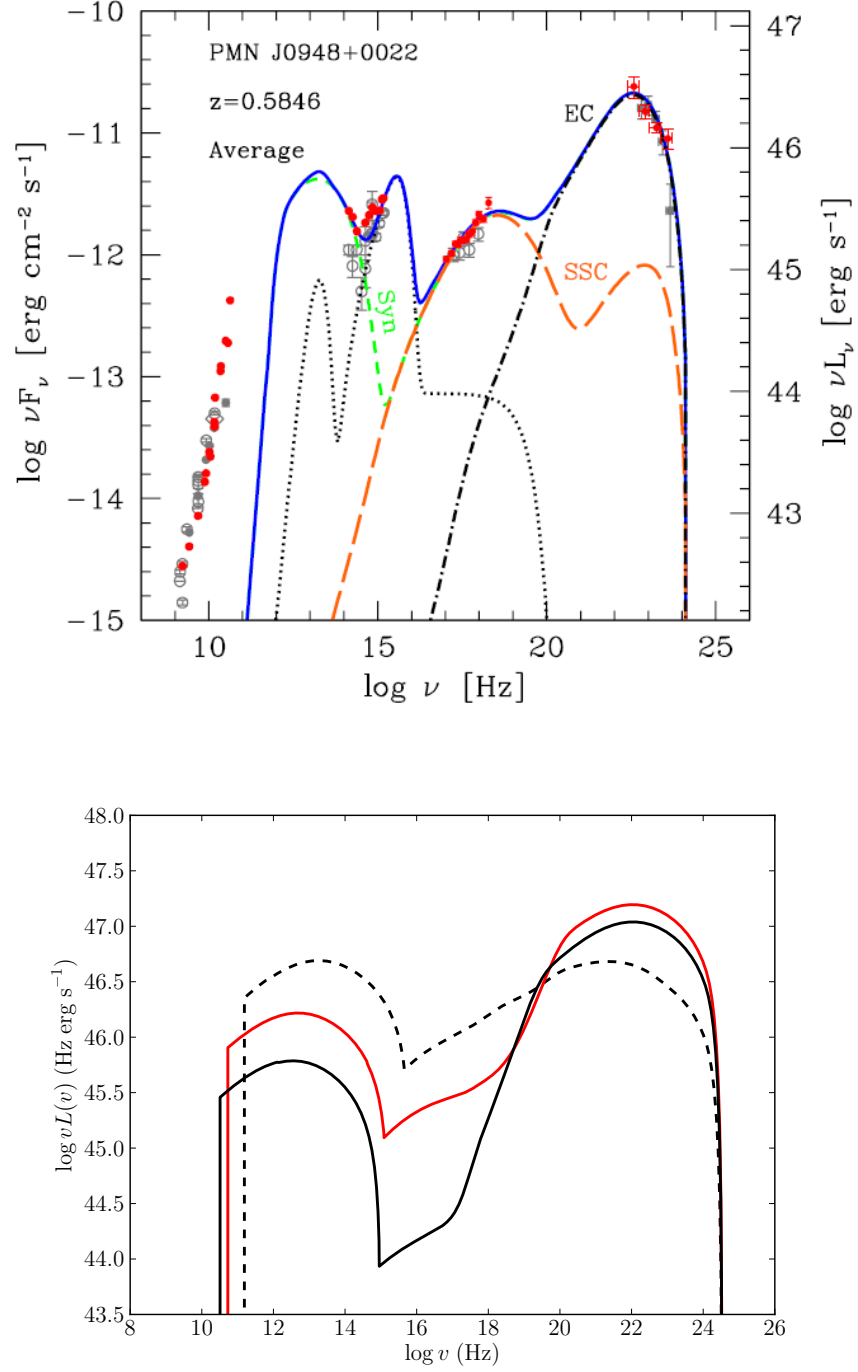 −10
47
PMN J0948+0022
z=0.5846
Average
EC
−11
46
−12
45
Syn
SSC
−13
44
−14
43
−15
10
15
20
25
log νF_ν [erg cm⁻² s⁻¹]
log νL_ν [erg s⁻¹]
log ν [Hz]
48.0
47.5
47.0
46.5
46.0
45.5
45.0
44.5
44.0
43.5
log νL(ν) (Hz erg s⁻¹)
8 10 12 14 16 18 20 22 24 26
log ν (Hz)